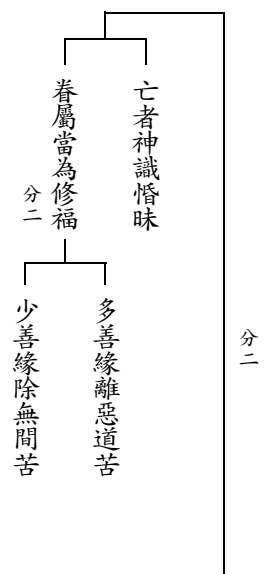 分二
亡者神識惛昧
眷屬當為修福
分二
多善緣離惡道苦
少善緣除無間苦